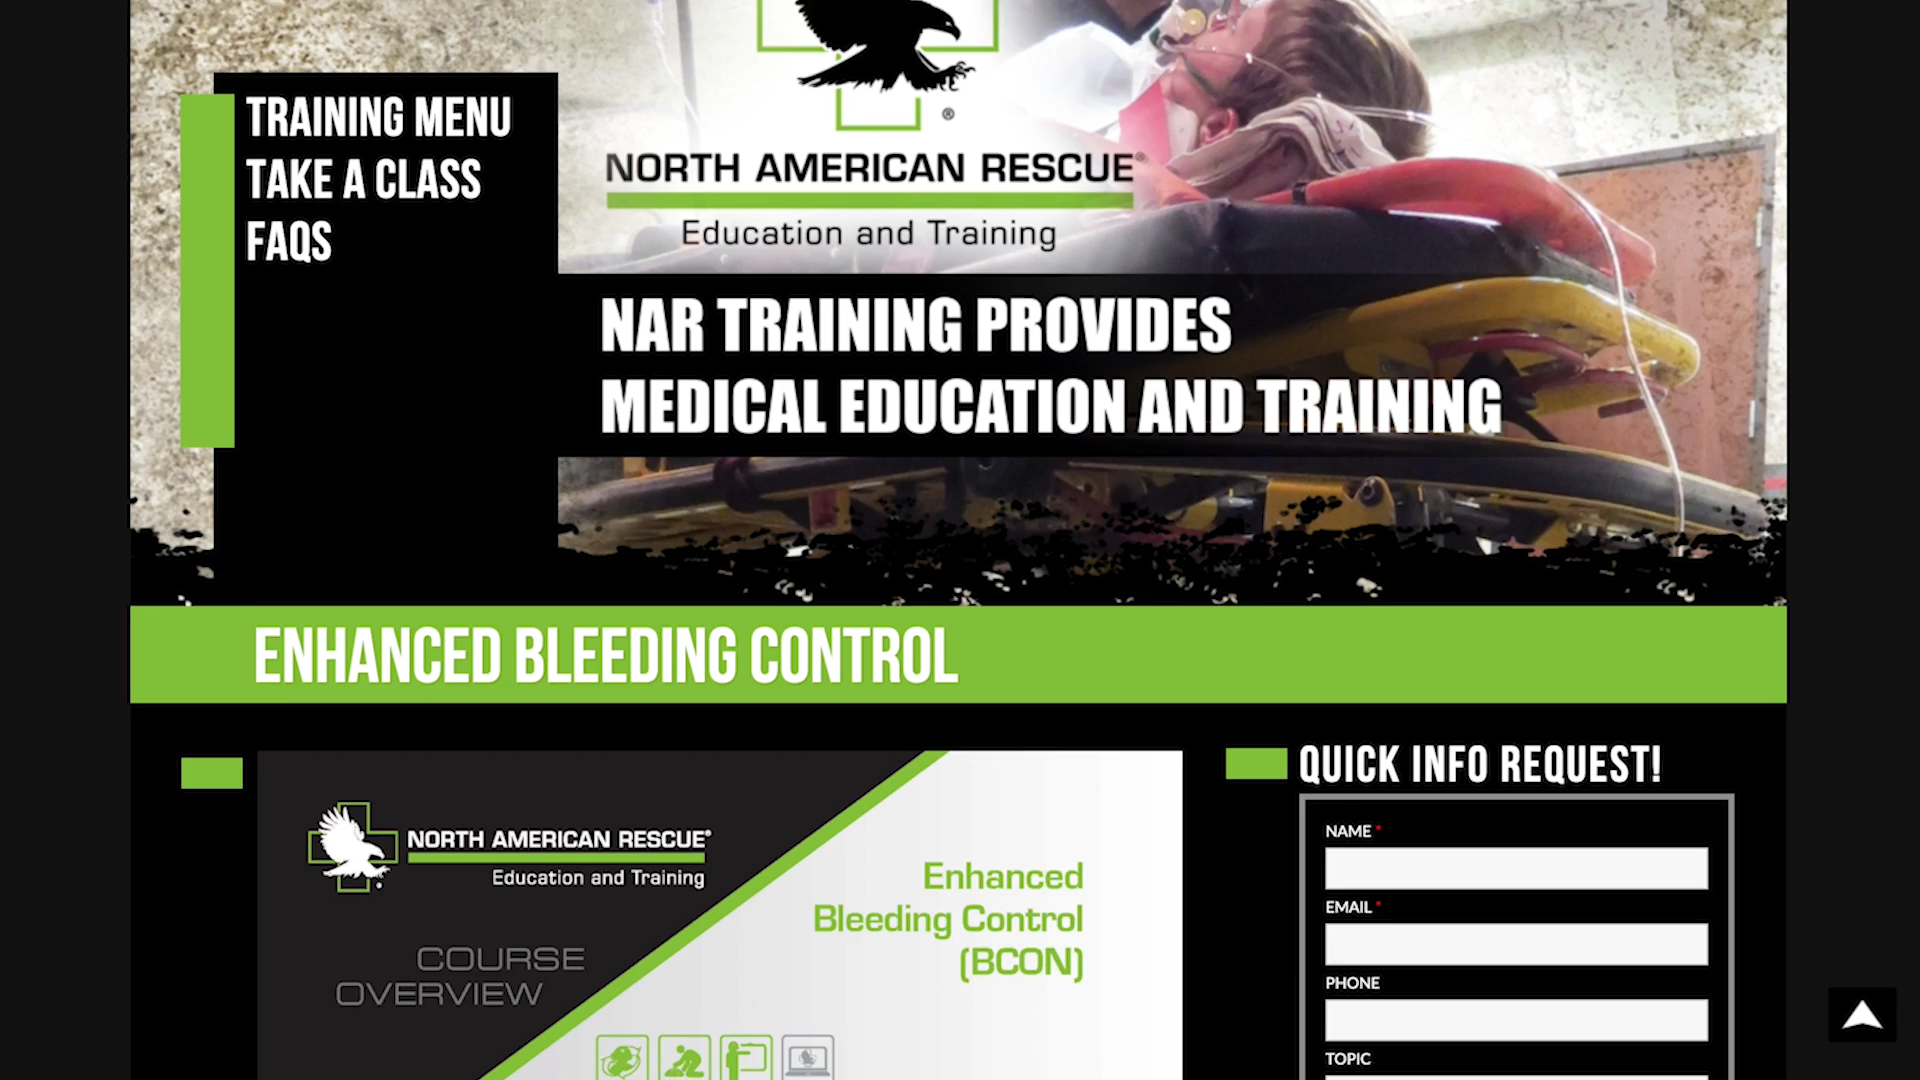 TRAINING MENU
TAKE A CLASS
FAQS
®
NORTH AMERICAN RESCUE®
Education and Training
NAR TRAINING PROVIDES
MEDICAL EDUCATION AND TRAINING
ENHANCED BLEEDING CONTROL
NORTH AMERICAN RESCUE®
Education and Training
COURSE
OVERVIEW
Enhanced
Bleeding Control
(BCON)
QUICK INFO REQUEST!
NAME *
EMAIL *
PHONE
TOPIC